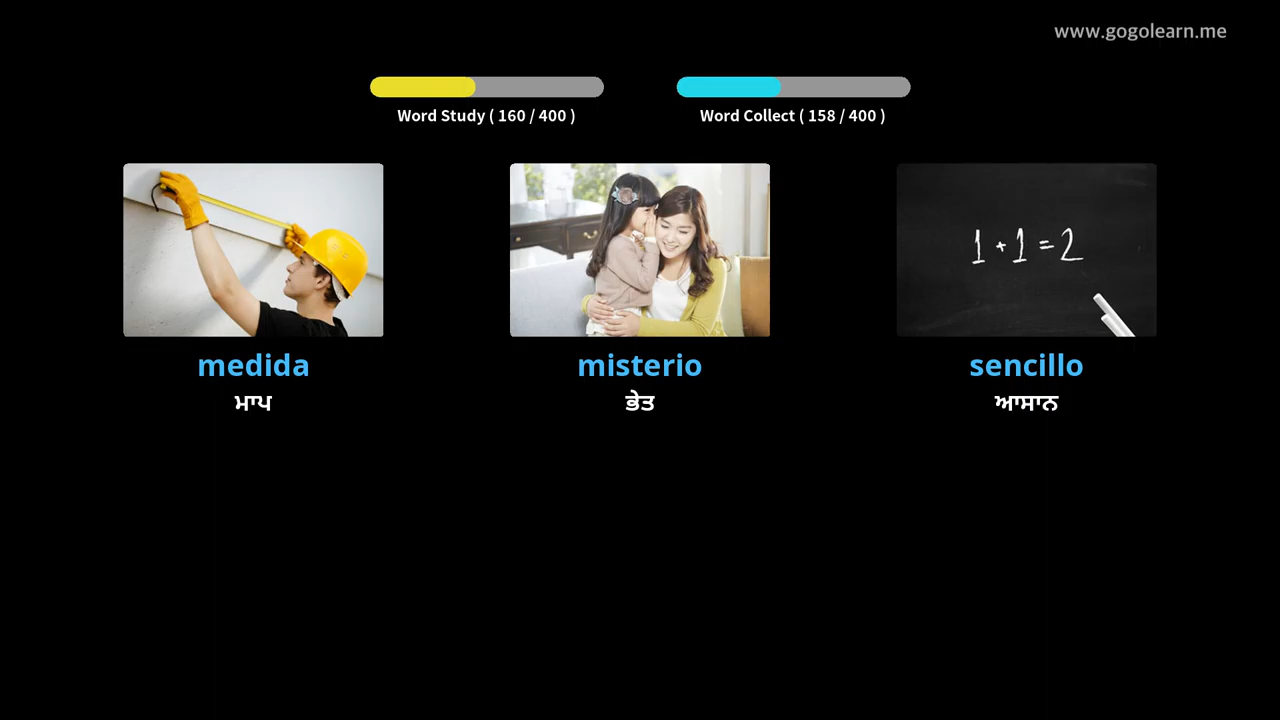 www.gogolearn.me
Word Study ( 160 / 400 )
Word Collect ( 158 / 400 )
1 + 1 = 2
medida
misterio
sencillo
ਮਾਪ
ਭੇਤ
ਆਸਾਨ